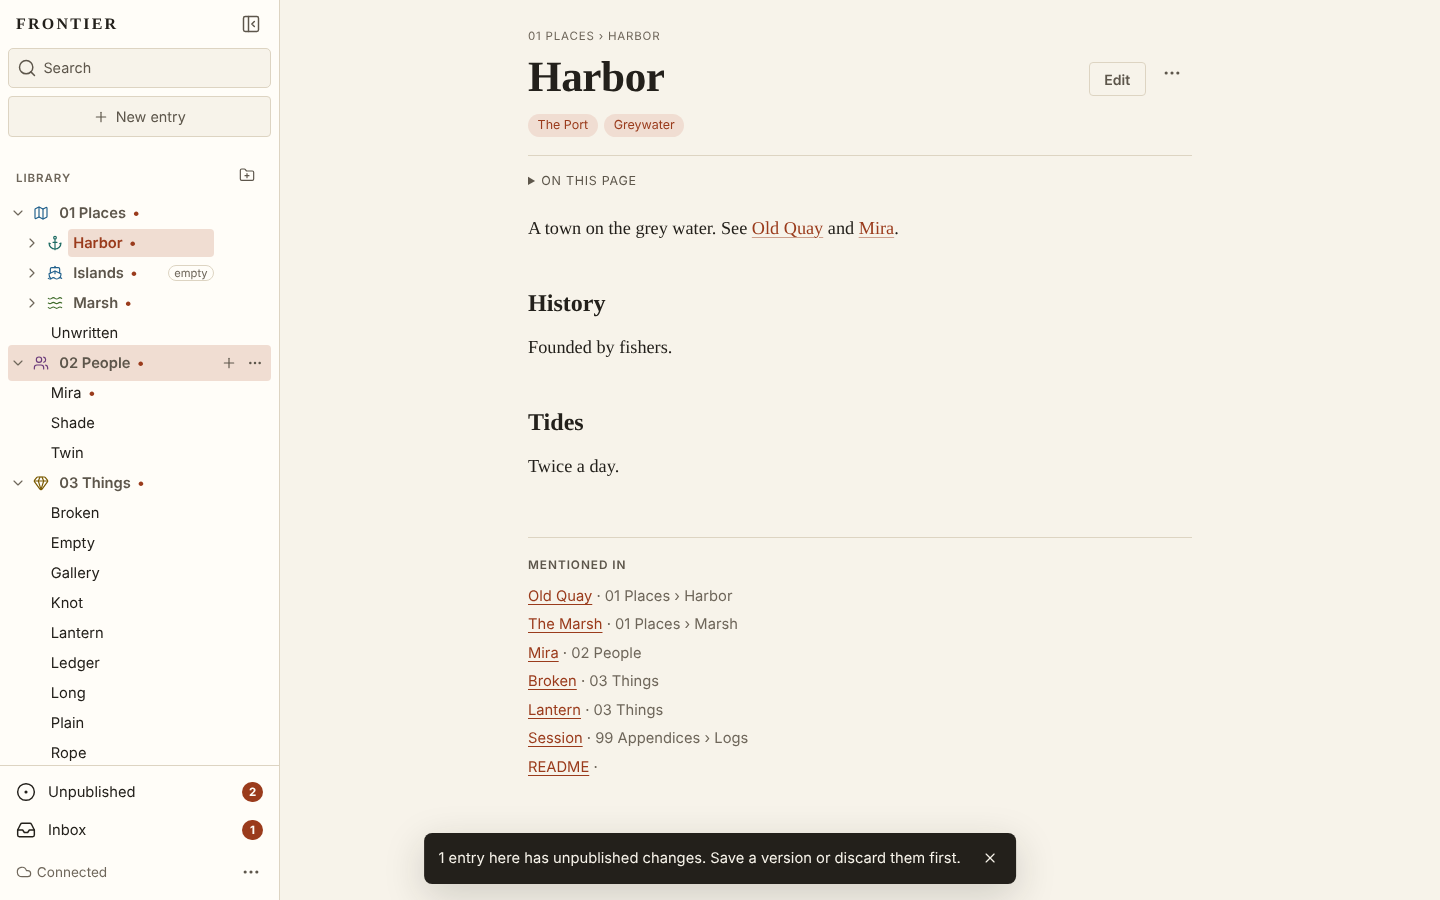 FRONTIER
Search
New entry
LIBRARY
01 Places •
Harbor •
Islands • empty
Marsh •
Unwritten
02 People •
Mira •
Shade
Twin
03 Things •
Broken
Empty
Gallery
Knot
Lantern
Ledger
Long
Plain
Rope
Unpublished 2
Inbox 1
Connected
01 PLACES › HARBOR
Harbor
Edit
The Port Greywater
ON THIS PAGE
A town on the grey water. See Old Quay and Mira.
History
Founded by fishers.
Tides
Twice a day.
MENTIONED IN
Old Quay · 01 Places › Harbor
The Marsh · 01 Places › Marsh
Mira · 02 People
Broken · 03 Things
Lantern · 03 Things
Session · 99 Appendices › Logs
README ·
1 entry here has unpublished changes. Save a version or discard them first.